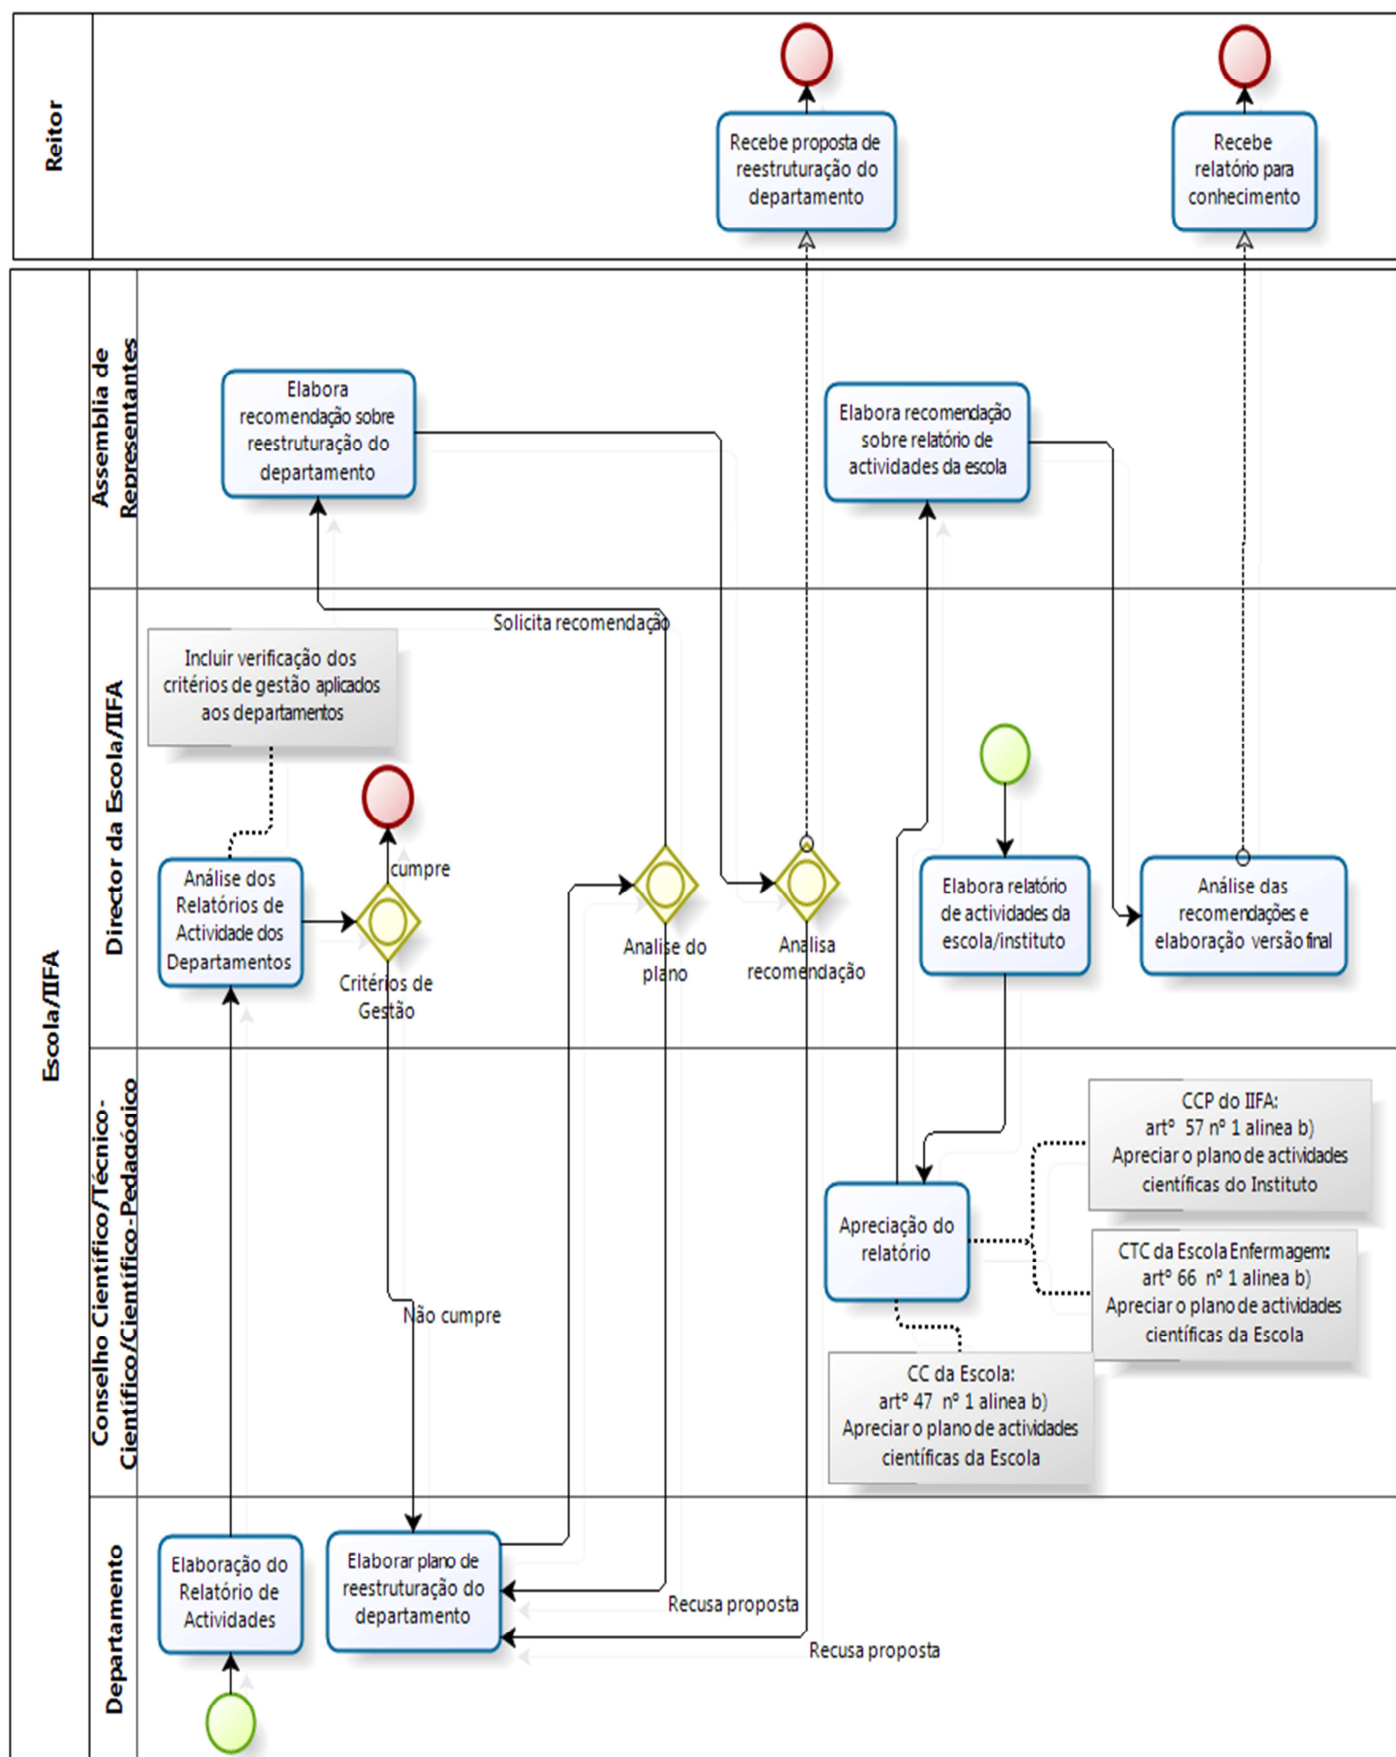 Reitor
Recebe proposta de
reestruturação do
departamento
Recebe
relatório para
conhecimento
Escola/IIFA
Assemblia de
Representantes
Elabora
recomendação sobre
reestruturação do
departamento
Elabora recomendação
sobre relatório de
actividades da escola
Director da Escola/IIFA
Solicita recomendação
Incluir verificação dos
critérios de gestão aplicados
aos departamentos
cumpre
Análise dos
Relatórios de
Actividade dos
Departamentos
Critérios de
Gestão
Analise do
plano
Analisa
recomendação
Elabora relatório
de actividades da
escola/instituto
Análise das
recomendações e
elaboração versão final
Conselho Científico/Técnico-
Científico/Científico-Pedagógico
CCP do IIFA:
artº 57 nº 1 alinea b)
Apreciar o plano de actividades
científicas do Instituto
Apreciação do
relatório
CTC da Escola Enfermagem:
artº 66 nº 1 alinea b)
Apreciar o plano de actividades
científicas da Escola
Não cumpre
CC da Escola:
artº 47 nº 1 alinea b)
Apreciar o plano de actividades
científicas da Escola
Departamento
Elaboração do
Relatório de
Actividades
Elaborar plano de
reestruturação do
departamento
Recusa proposta
Recusa proposta